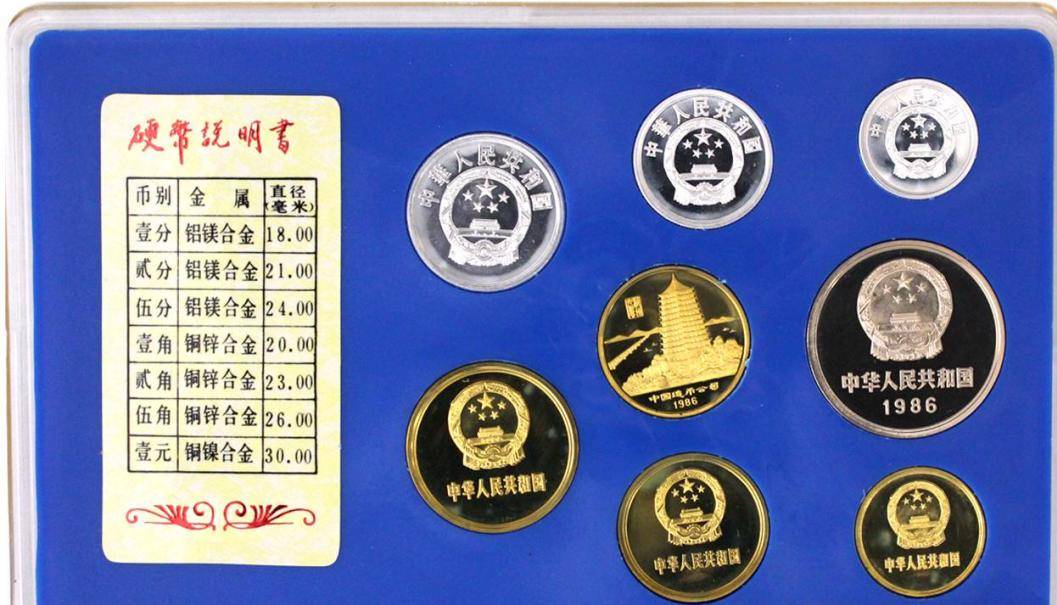 硬幣説明書
币别 金属 直径(毫米)
壹分 铝镁合金 18.00
贰分 铝镁合金 21.00
伍分 铝镁合金 24.00
壹角 铜锌合金 20.00
贰角 铜锌合金 23.00
伍角 铜锌合金 26.00
壹元 铜镍合金 30.00
中華人民共和国
中華人民共和国
中華人民共和国
中国造币公司
1986
中华人民共和国
1986
中华人民共和国
中华人民共和国
中华人民共和国